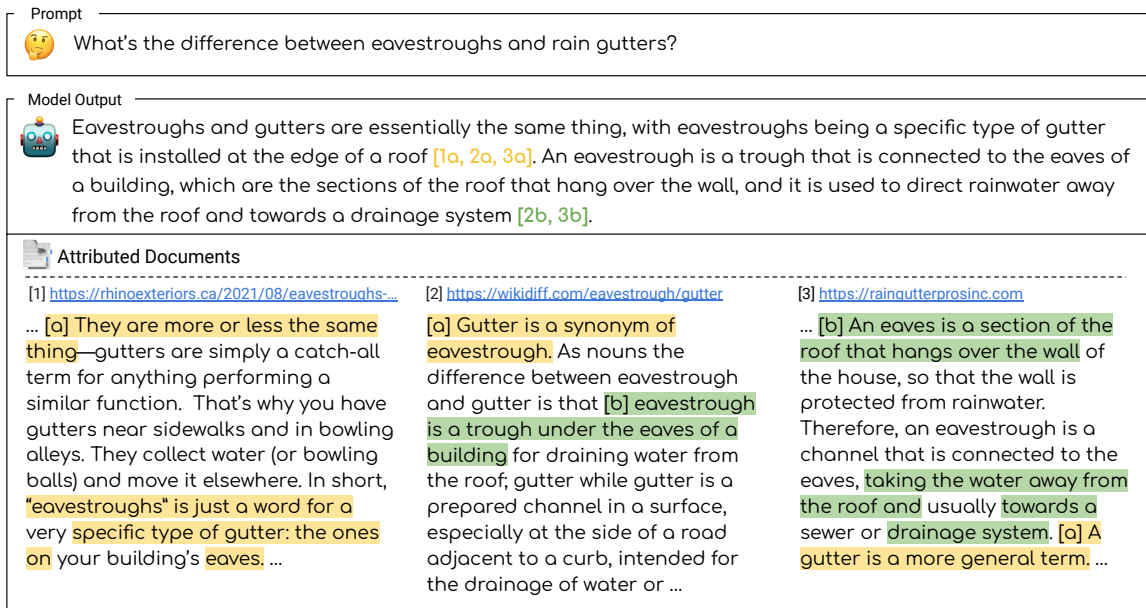 Prompt
What's the difference between eavestroughs and rain gutters?
Model Output
Eavestroughs and gutters are essentially the same thing, with eavestroughs being a specific type of gutter
that is installed at the edge of a roof [1a, 2a, 3a]. An eavestrough is a trough that is connected to the eaves of
a building, which are the sections of the roof that hang over the wall, and it is used to direct rainwater away
from the roof and towards a drainage system [2b, 3b].
Attributed Documents
[1] https://rhinoexteriors.ca/2021/08/eavestroughs-...
... [a] They are more or less the same
thing—gutters are simply a catch-all
term for anything performing a
similar function. That's why you have
gutters near sidewalks and in bowling
alleys. They collect water (or bowling
balls) and move it elsewhere. In short,
“eavestroughs” is just a word for a
very specific type of gutter: the ones
on your building's eaves. ...
[2] https://wikidiff.com/eavestrough/gutter
[a] Gutter is a synonym of
eavestrough. As nouns the
difference between eavestrough
and gutter is that [b] eavestrough
is a trough under the eaves of a
building for draining water from
the roof; gutter while gutter is a
prepared channel in a surface,
especially at the side of a road
adjacent to a curb, intended for
the drainage of water or ...
[3] https://raingutterprosinc.com
... [b] An eaves is a section of the
roof that hangs over the wall of
the house, so that the wall is
protected from rainwater.
Therefore, an eavestrough is a
channel that is connected to the
eaves, taking the water away from
the roof and usually towards a
sewer or drainage system. [a] A
gutter is a more general term. ...